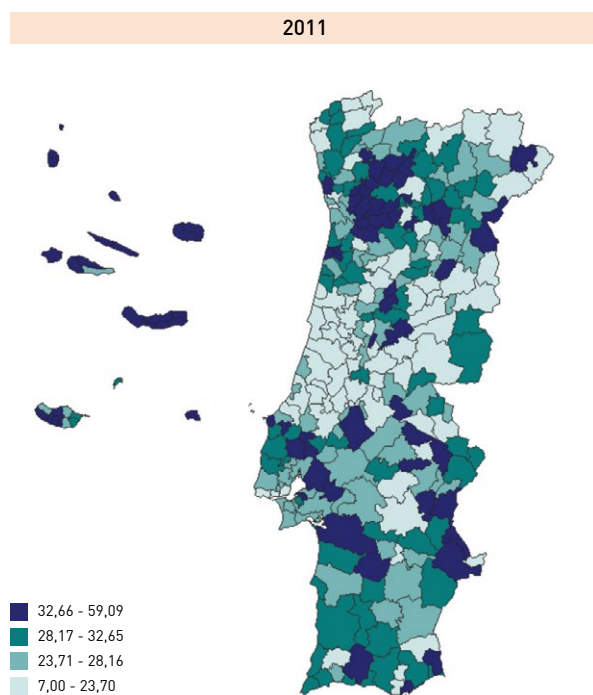 2011
32,66 - 59,09
28,17 - 32,65
23,71 - 28,16
7,00 - 23,70